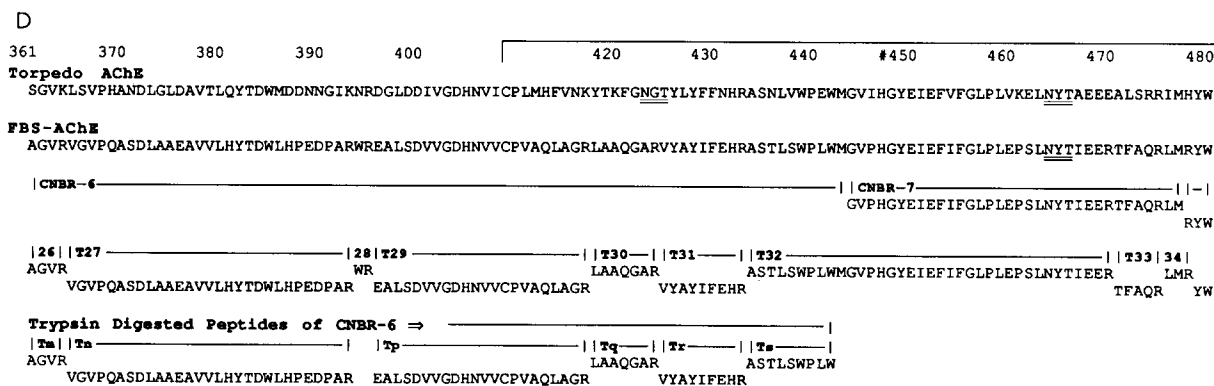 D
361 370 380 390 400 420 430 440 #450 460 470 480
Torpedo AChE
SGVKLSVPHANDLGLDAVTLQYTDWMDDNNGIKNRDGLDDIVGDHNVICPLMHFVNKYTKFGNGTYLYFFNHRASNLVWPEWMGVIHGYEIEFVFGLPLVKELNYTAEEEALSRRIMHYW
FBS-AChE
AGVRVGVPQASDLAAEAVVLHYTDWLHPEDPARWREALSDVVGDHNVVCPVAQLAGRLAAQGARVYAYIFEHRASTLSWPLWMGVPHGYEIEFIFGLPLEPSLNYTIEERTFAQRLMRYW
|CNBR-6 | |CNBR-7 | |-|
GVPHGYEIEFIFGLPLEPSLNYTIEERTFAQRLM
RYW
|26| |T27 | |28|T29 | |T30 | |T31 | |T32 | |T33| 34|
AGVR WR LAAQGAR ASTLSWPLWMGVPHGYEIEFIFGLPLEPSLNYTIEER LMR
VGVPQASDLAAEAVVLHYTDWLHPEDPAR EALSDVVGDHNVVCPVAQLAGR VYAYIFEHR TFAQR YW
Trypsin Digested Peptides of CNBR-6 ⇒ |
|Tm| |Tn | |Tp | |Tq | |Tr | |Ts |
AGVR LAAQGAR ASTLSWPLW
VGVPQASDLAAEAVVLHYTDWLHPEDPAR EALSDVVGDHNVVCPVAQLAGR VYAYIFEHR